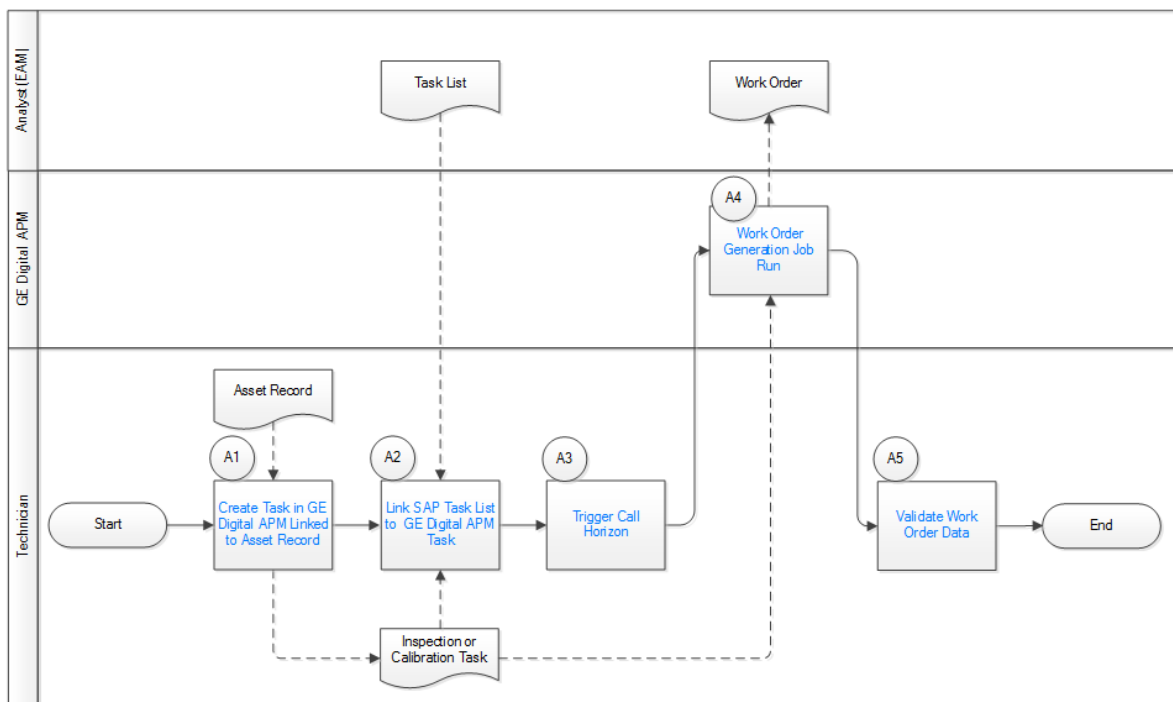 Analyst (EAM)
Task List
Work Order
GE Digital APM
A4
Work Order
Generation Job
Run
Technician
Asset Record
A1
A2
A3
A5
Start
Create Task in GE
Digital APM Linked
to Asset Record
Link SAP Task List
to GE Digital APM
Task
Trigger Call
Horizon
Validate Work
Order Data
End
Inspection or
Calibration Task